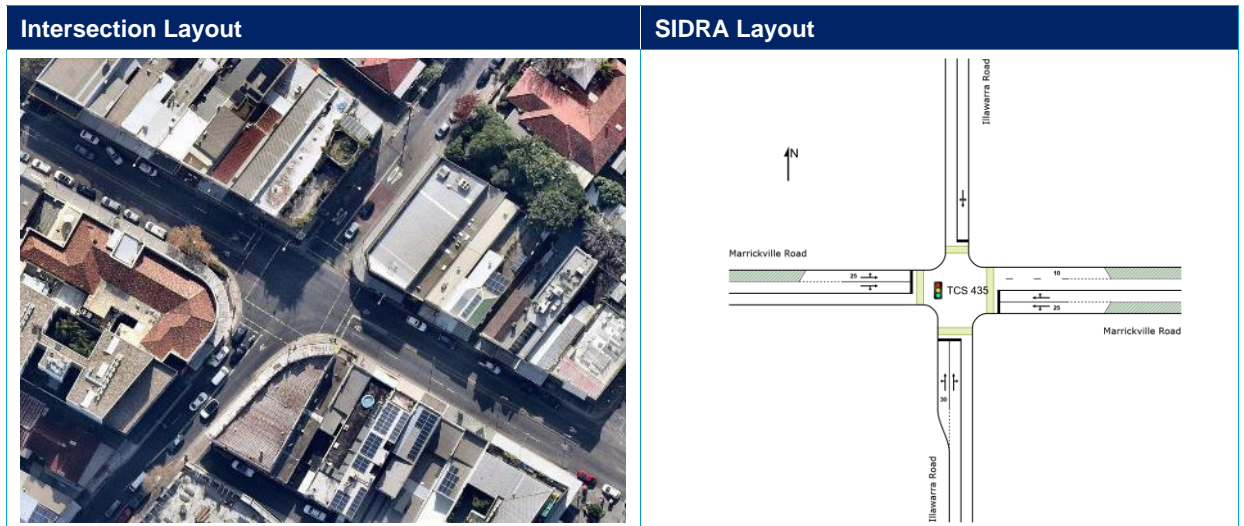 Intersection Layout
SIDRA Layout
Illawarra Road
N
Marrickville Road
25
10
TCS 435
25
Marrickville Road
30
Illawarra Road